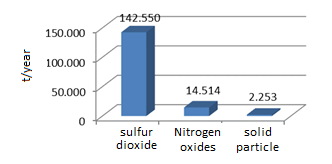 142.550
150.000
t/year
100.000
50.000
14.514
2.253
0
sulfur
dioxide
Nitrogen
oxides
solid
particle